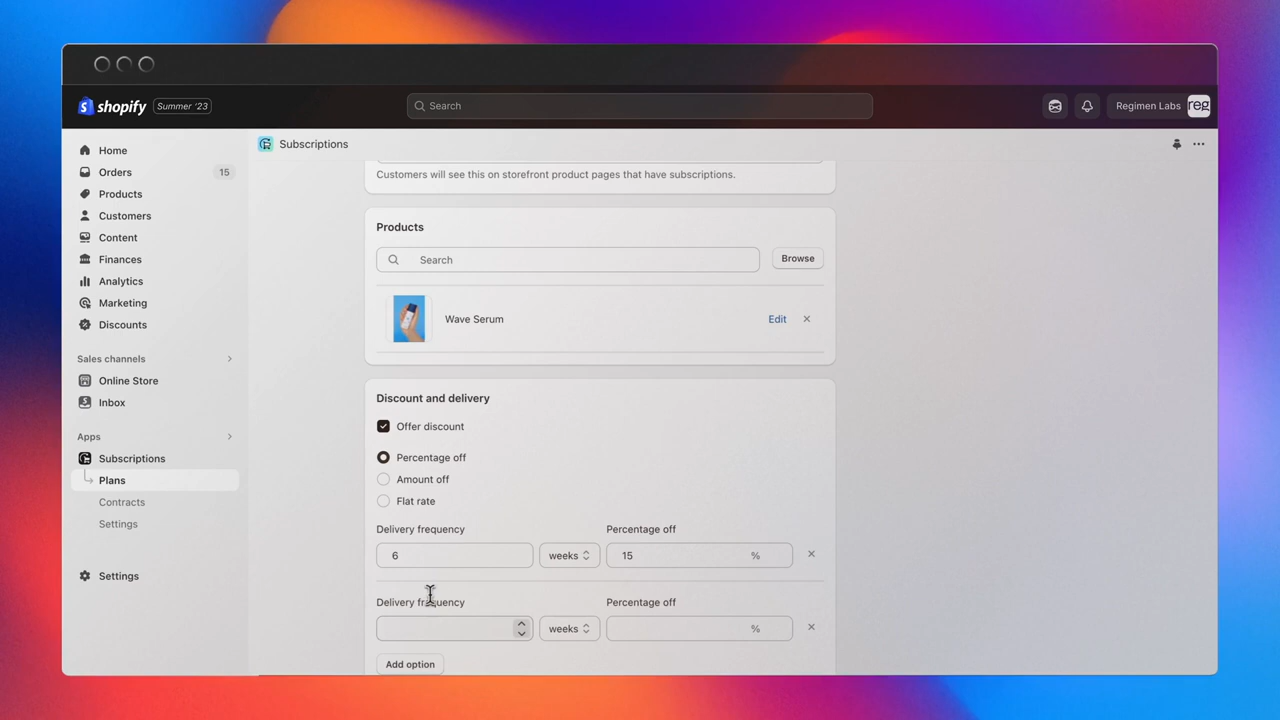 shopify Summer '23
Search
Regimen Labs reg
Home
Orders 15
Products
Customers
Content
Finances
Analytics
Marketing
Discounts
Sales channels
Online Store
Inbox
Apps
Subscriptions
Plans
Contracts
Settings
Settings
Subscriptions
Customers will see this on storefront product pages that have subscriptions.
Products
Search
Browse
Wave Serum Edit
Discount and delivery
Offer discount
Percentage off
Amount off
Flat rate
Delivery frequency Percentage off
6 weeks 15 %
Delivery frequency Percentage off
weeks %
Add option